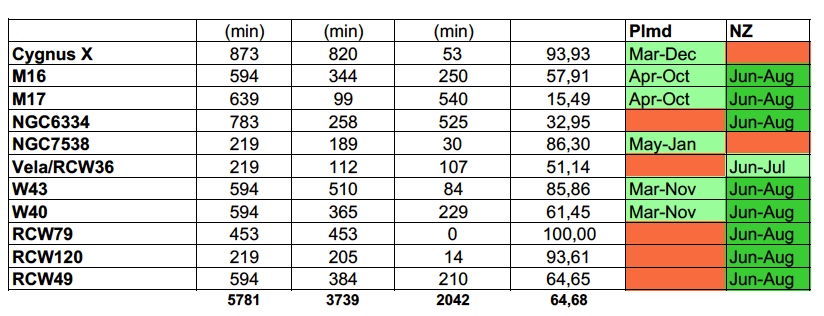 (min) (min) (min) Plmd NZ
Cygnus X 873 820 53 93,93 Mar-Dec
M16 594 344 250 57,91 Apr-Oct Jun-Aug
M17 639 99 540 15,49 Apr-Oct Jun-Aug
NGC6334 783 258 525 32,95 Jun-Aug
NGC7538 219 189 30 86,30 May-Jan
Vela/RCW36 219 112 107 51,14 Jun-Jul
W43 594 510 84 85,86 Mar-Nov Jun-Aug
W40 594 365 229 61,45 Mar-Nov Jun-Aug
RCW79 453 453 0 100,00 Jun-Aug
RCW120 219 205 14 93,61 Jun-Aug
RCW49 594 384 210 64,65 Jun-Aug
5781 3739 2042 64,68